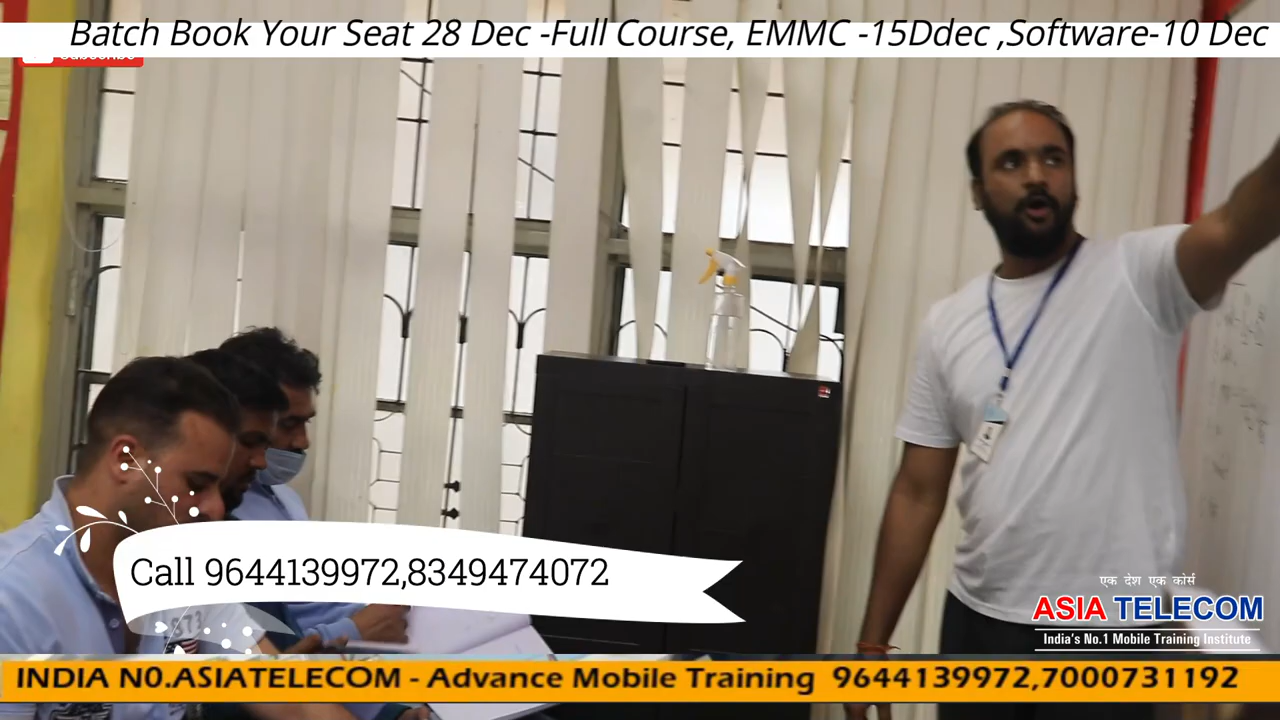 Batch Book Your Seat 28 Dec -Full Course, EMMC -15Ddec ,Software-10 Dec
Subscribe
Call 9644139972,8349474072
एक देश एक कोर्स
ASIA TELECOM
India's No.1 Mobile Training Institute
INDIA N0.ASIATELECOM - Advance Mobile Training 9644139972,7000731192